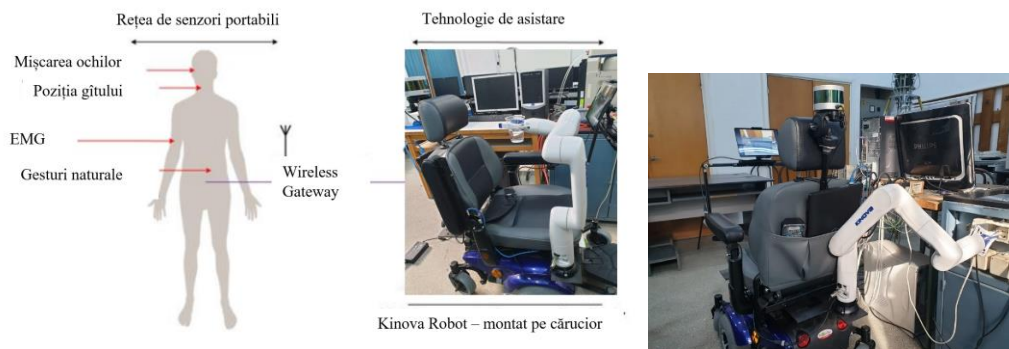 Rețea de senzori portabili
Tehnologie de asistare
Mișcarea ochilor
Poziția gîtului
EMG
Gesturi naturale
Wireless
Gateway
Kinova Robot – montat pe cărucior
PHILIPS
KINOVA